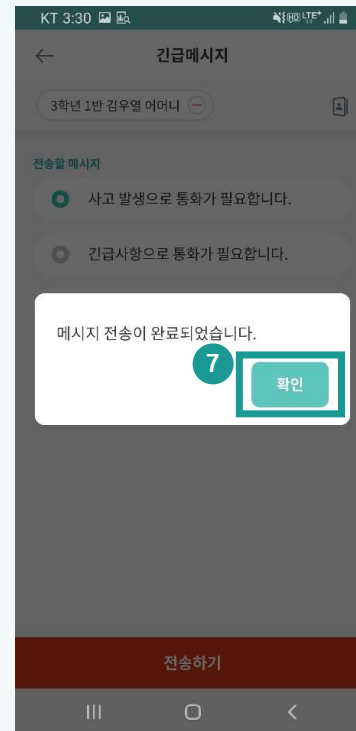 KT 3:30
LTE+
긴급메시지
3학년 1반 김우열 어머니
전송할 메시지
사고 발생으로 통화가 필요합니다.
긴급사항으로 통화가 필요합니다.
메시지 전송이 완료되었습니다.
7
확인
전송하기